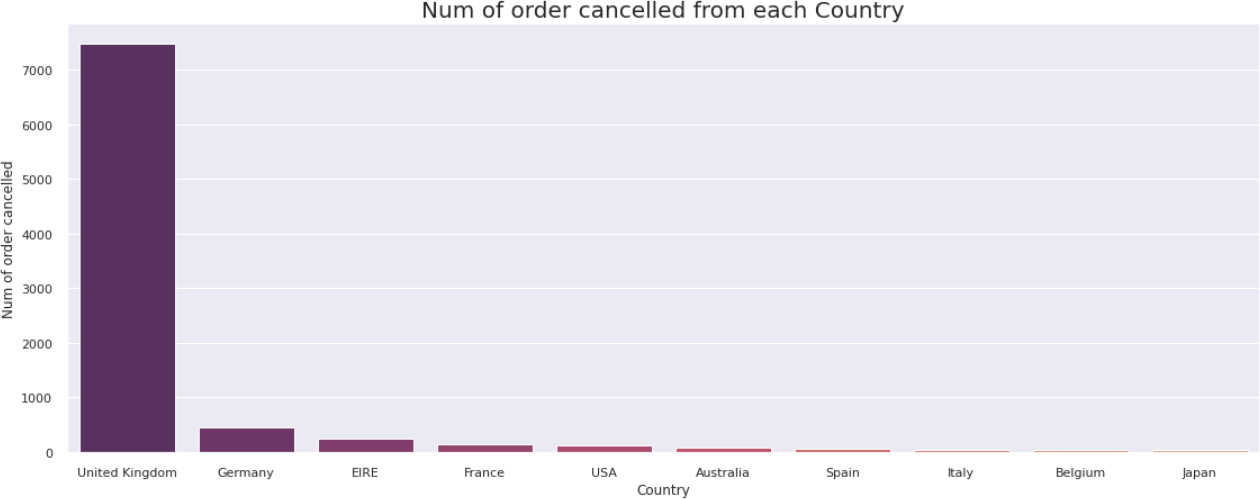 Num of order cancelled from each Country
Num of order cancelled
7000
6000
5000
4000
3000
2000
1000
0
United Kingdom Germany EIRE France USA Australia Spain Italy Belgium Japan
Country